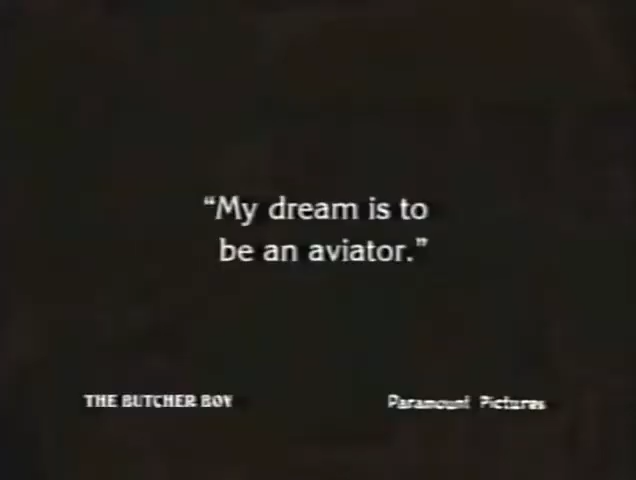 “My dream is to
be an aviator.”
THE BUTCHER BOY
Paramount Pictures